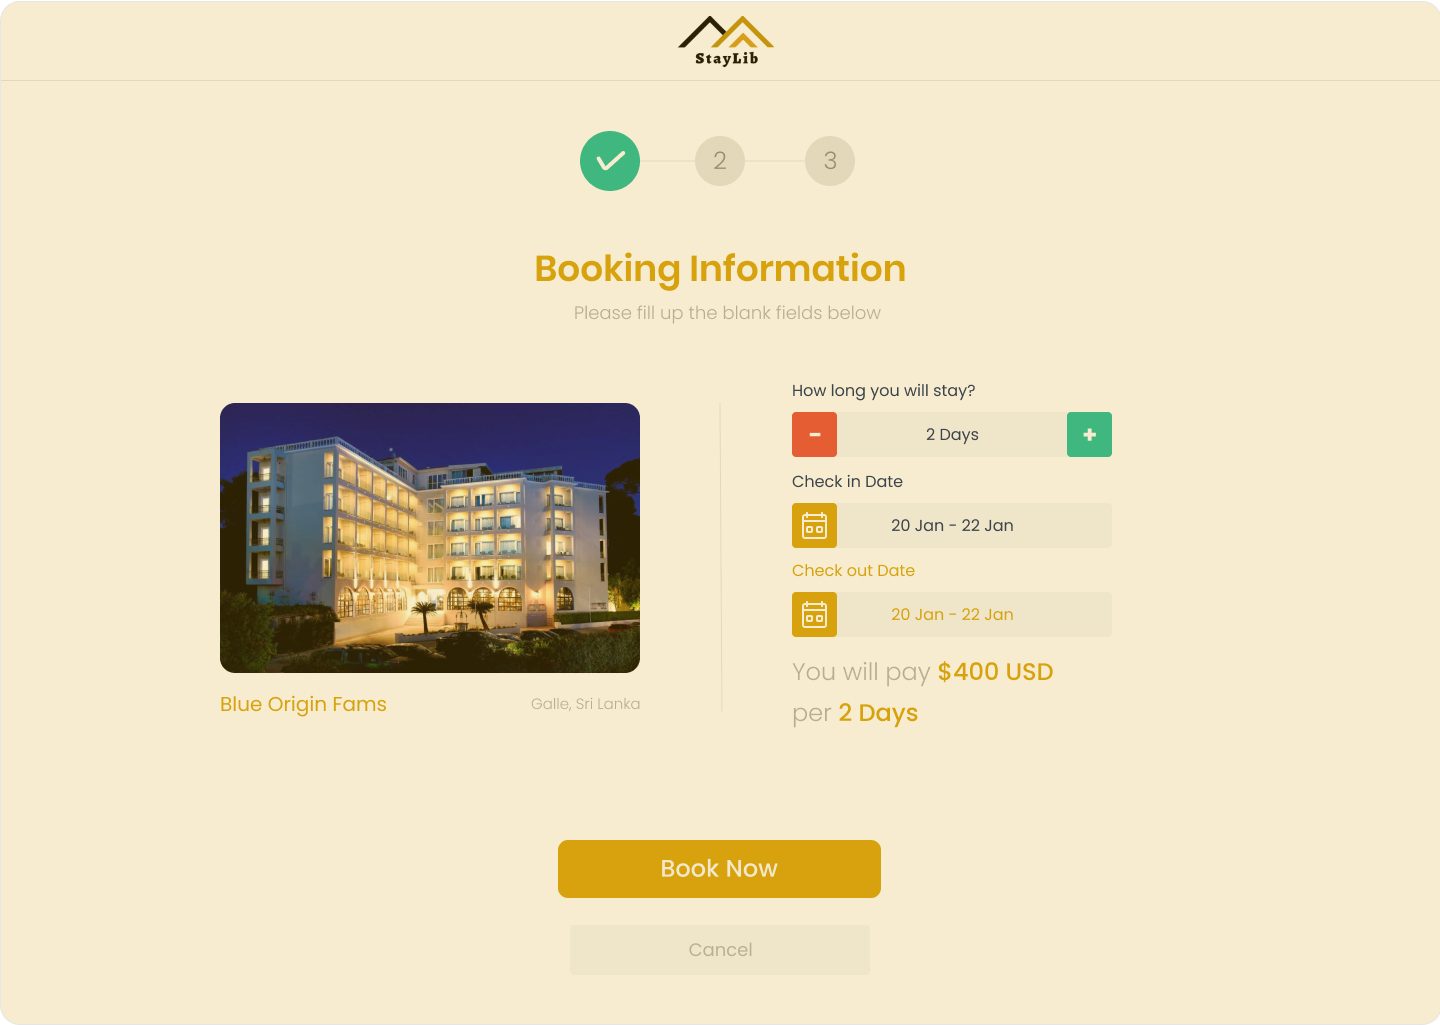 StayLib
2
3
Booking Information
Please fill up the blank fields below
How long you will stay?
2 Days
Check in Date
20 Jan - 22 Jan
Check out Date
20 Jan - 22 Jan
You will pay $400 USD
per 2 Days
Blue Origin Fams
Galle, Sri Lanka
Book Now
Cancel